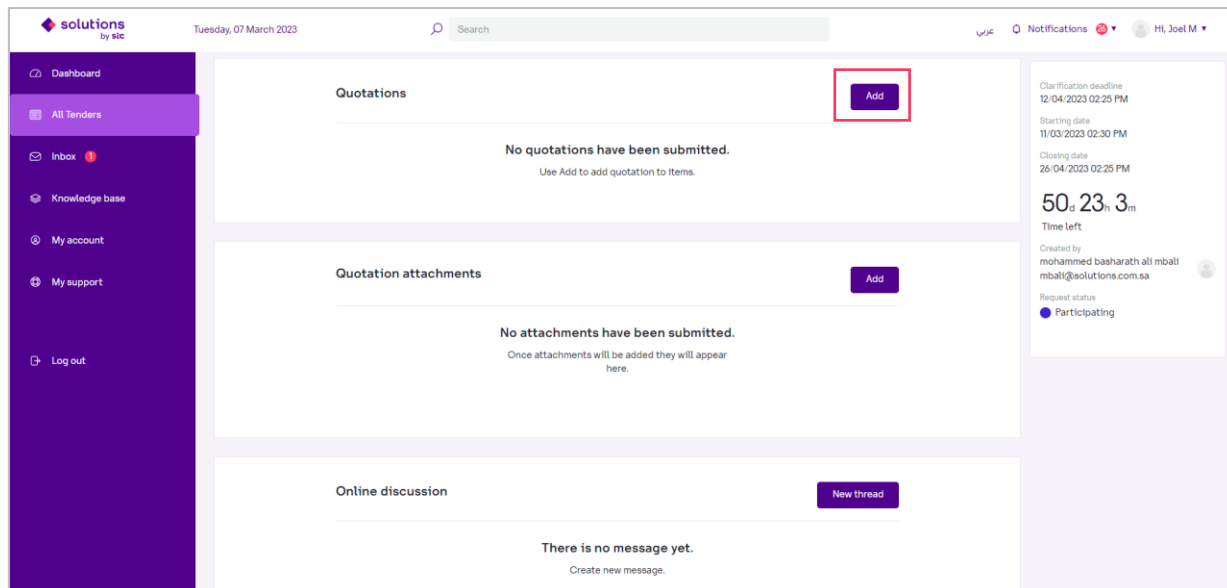 solutions
by stc
Tuesday, 07 March 2023
Search
عربي
Notifications 26
Hi, Joel M
Dashboard
All Tenders
Inbox 1
Knowledge base
My account
My support
Log out
Quotations
Add
No quotations have been submitted.
Use Add to add quotation to items.
Quotation attachments
Add
No attachments have been submitted.
Once attachments will be added they will appear
here.
Online discussion
New thread
There is no message yet.
Create new message.
Clarification deadline
12/04/2023 02:25 PM
Starting date
11/03/2023 02:30 PM
Closing date
26/04/2023 02:25 PM
50d 23h 3m
Time left
Created by
mohammed basharath ali mbali
mbali@solutions.com.sa
Request status
Participating